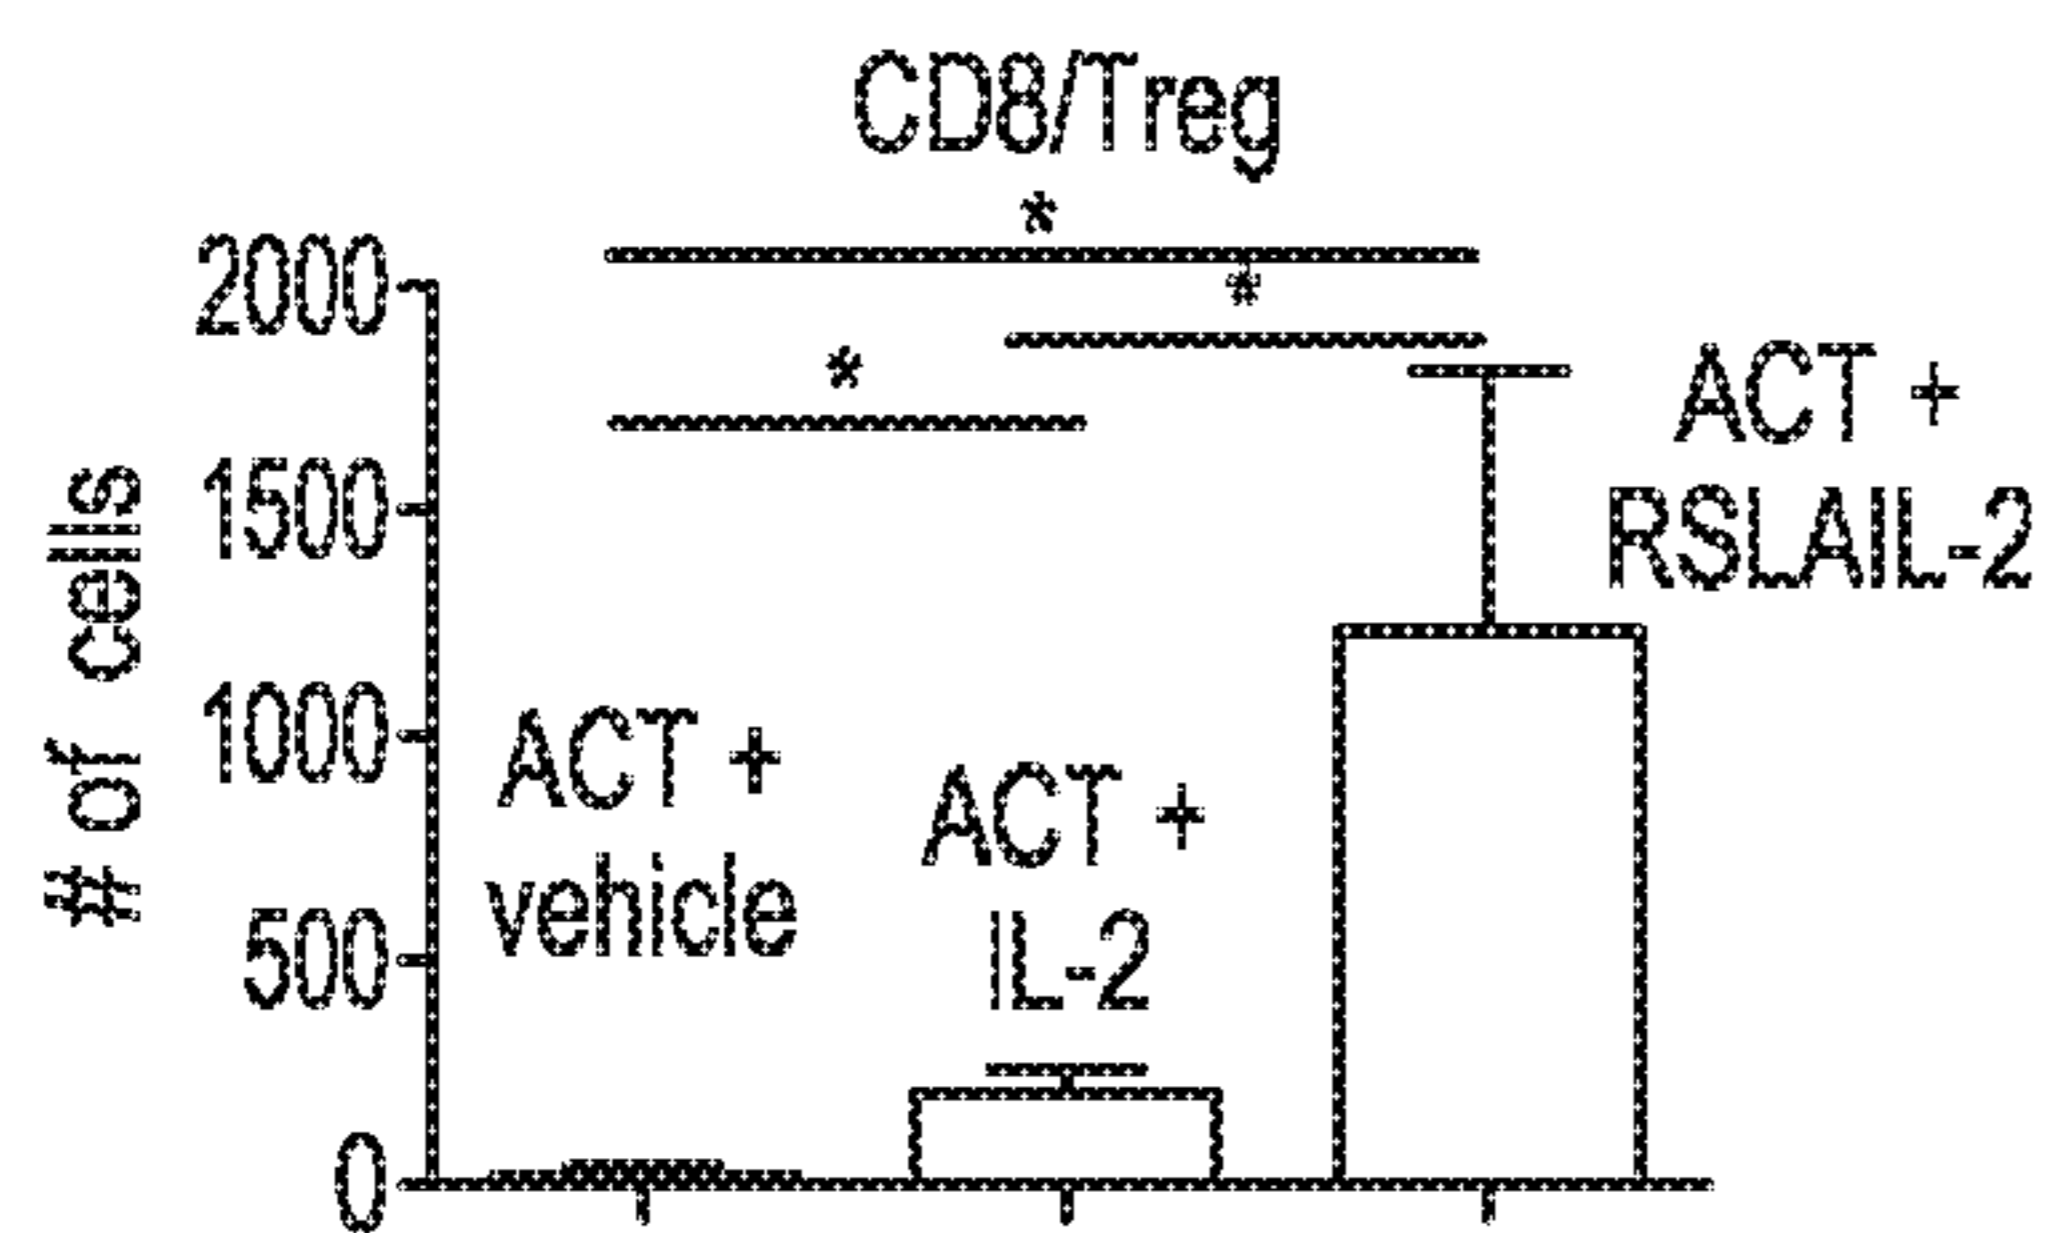 CD8/Treg
*
*
*
2000
1500
1000
500
0
# of cells
ACT +
vehicle
ACT +
IL-2
ACT +
RSLAIL-2